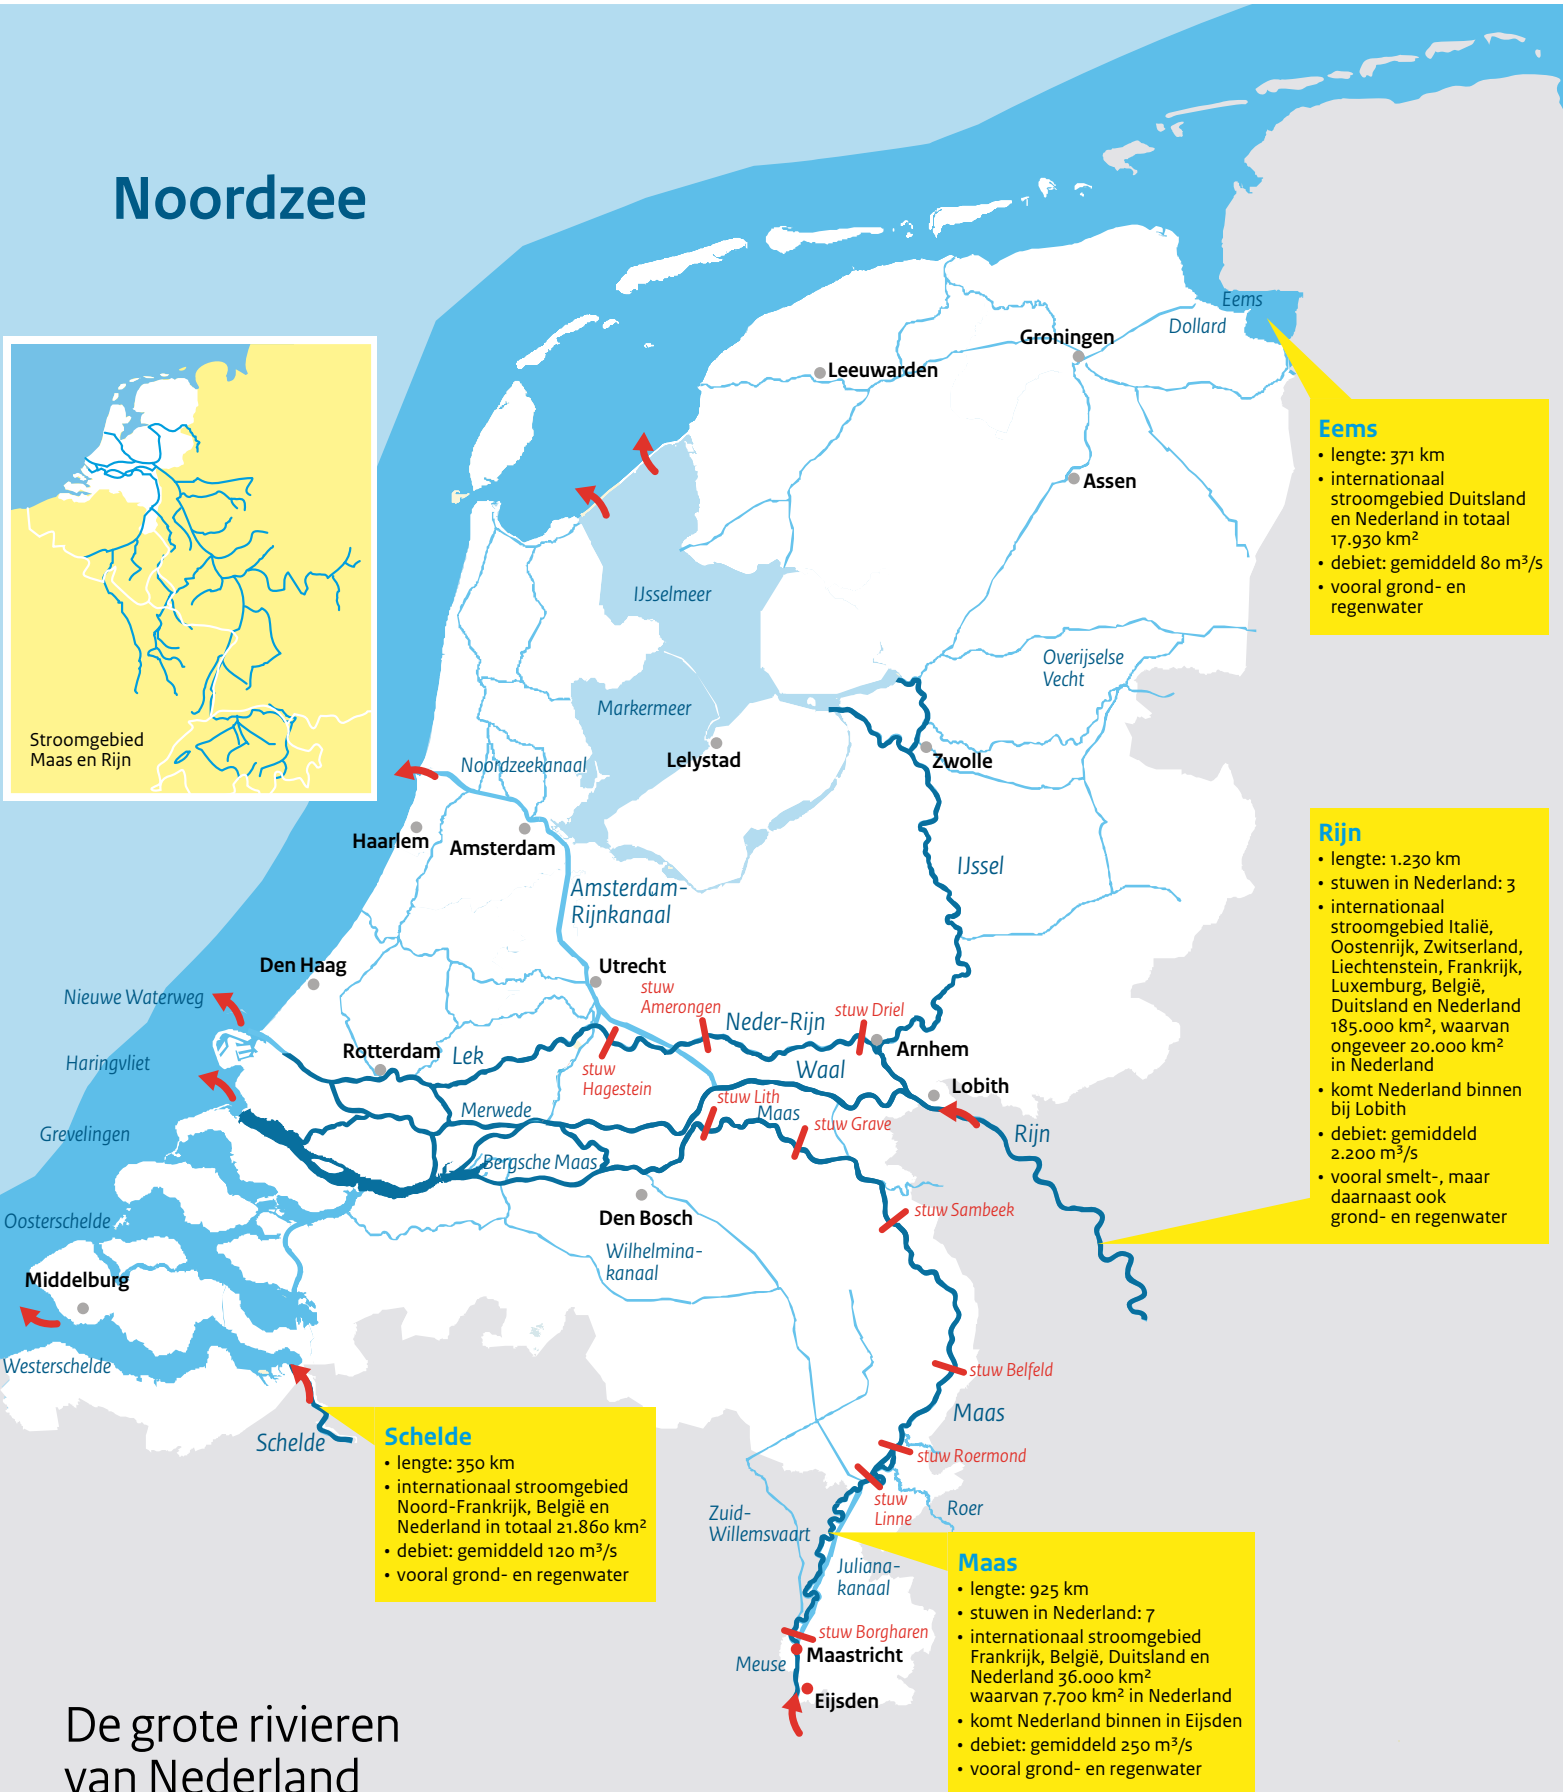 Noordzee
Eems
Dollard
Groningen
Leeuwarden
Assen
Eems
• lengte: 371 km
• internationaal
stroomgebied Duitsland
en Nederland in totaal
17.930 km²
• debiet: gemiddeld 80 m³/s
• vooral grond- en
regenwater
IJsselmeer
Overijselse
Vecht
Markermeer
Stroomgebied
Maas en Rijn
Lelystad
Zwolle
Noordzeekanaal
Haarlem
Amsterdam
IJssel
Amsterdam-
Rijnkanaal
Rijn
• lengte: 1.230 km
• stuwen in Nederland: 3
• internationaal
stroomgebied Italië,
Oostenrijk, Zwitserland,
Liechtenstein, Frankrijk,
Luxemburg, België,
Duitsland en Nederland
185.000 km², waarvan
ongeveer 20.000 km²
in Nederland
• komt Nederland binnen
bij Lobith
• debiet: gemiddeld
2.200 m³/s
• vooral smelt-, maar
daarnaast ook
grond- en regenwater
Den Haag
Utrecht
stuw
Amerongen
Nieuwe Waterweg
Neder-Rijn
stuw Driel
Rotterdam
Lek
Arnhem
Haringvliet
stuw
Hagestein
Waal
Lobith
stuw Lith
Merwede
Maas
stuw Grave
Grevelingen
Rijn
Bergsche Maas
Oosterschelde
Den Bosch
stuw Sambeek
Wilhelmina-
kanaal
Middelburg
Westerschelde
stuw Belfeld
Maas
Schelde
Schelde
• lengte: 350 km
• internationaal stroomgebied
Noord-Frankrijk, België en
Nederland in totaal 21.860 km²
• debiet: gemiddeld 120 m³/s
• vooral grond- en regenwater
stuw Roermond
stuw
Linne
Roer
Zuid-
Willemsvaart
Juliana-
kanaal
Maas
• lengte: 925 km
• stuwen in Nederland: 7
• internationaal stroomgebied
Frankrijk, België, Duitsland en
Nederland 36.000 km²
waarvan 7.700 km² in Nederland
• komt Nederland binnen in Eijsden
• debiet: gemiddeld 250 m³/s
• vooral grond- en regenwater
stuw Borgharen
Maastricht
Meuse
Eijsden
De grote rivieren
van Nederland